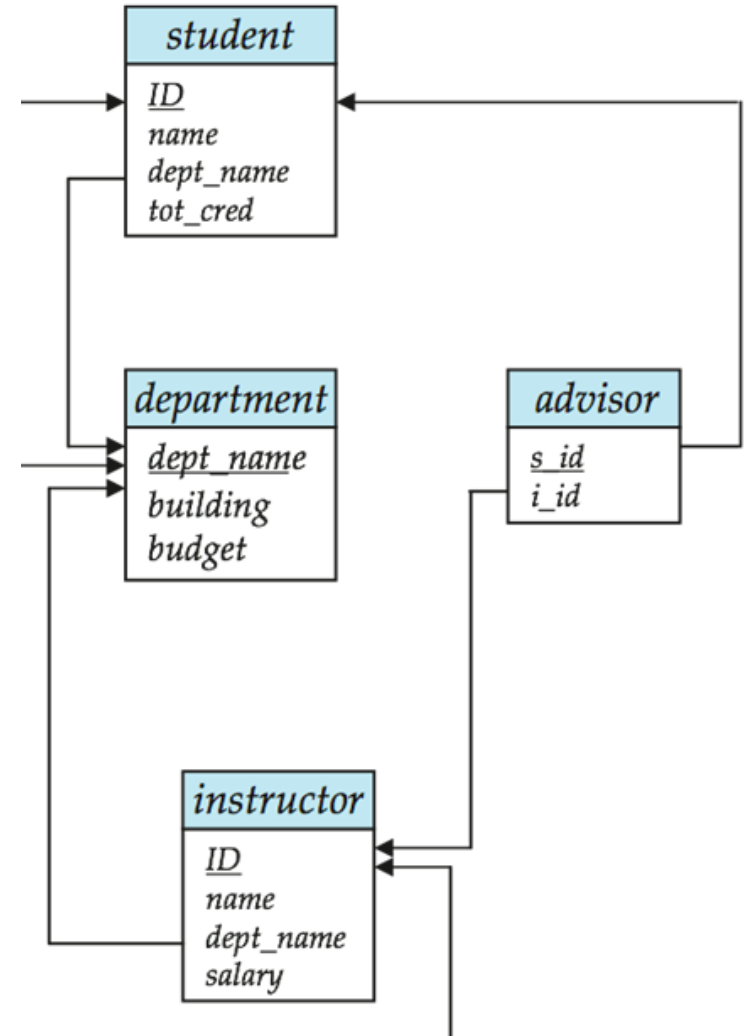 student
ID
name
dept_name
tot_cred
department
dept_name
building
budget
advisor
s_id
i_id
instructor
ID
name
dept_name
salary